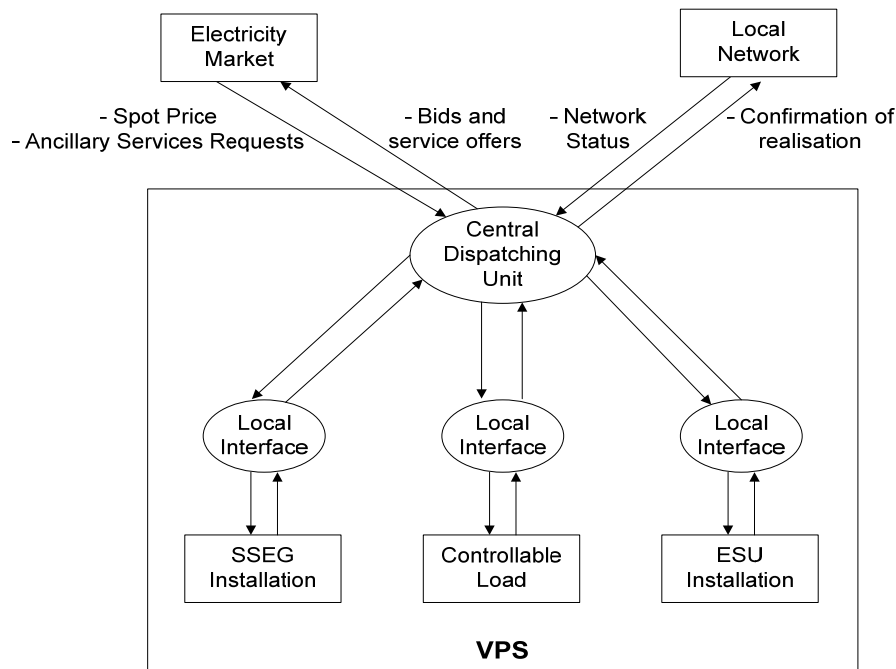 Electricity
Market
Local
Network
- Spot Price
- Ancillary Services Requests
- Bids and
service offers
- Network
Status
- Confirmation of
realisation
Central
Dispatching
Unit
Local
Interface
Local
Interface
Local
Interface
SSEG
Installation
Controllable
Load
ESU
Installation
VPS